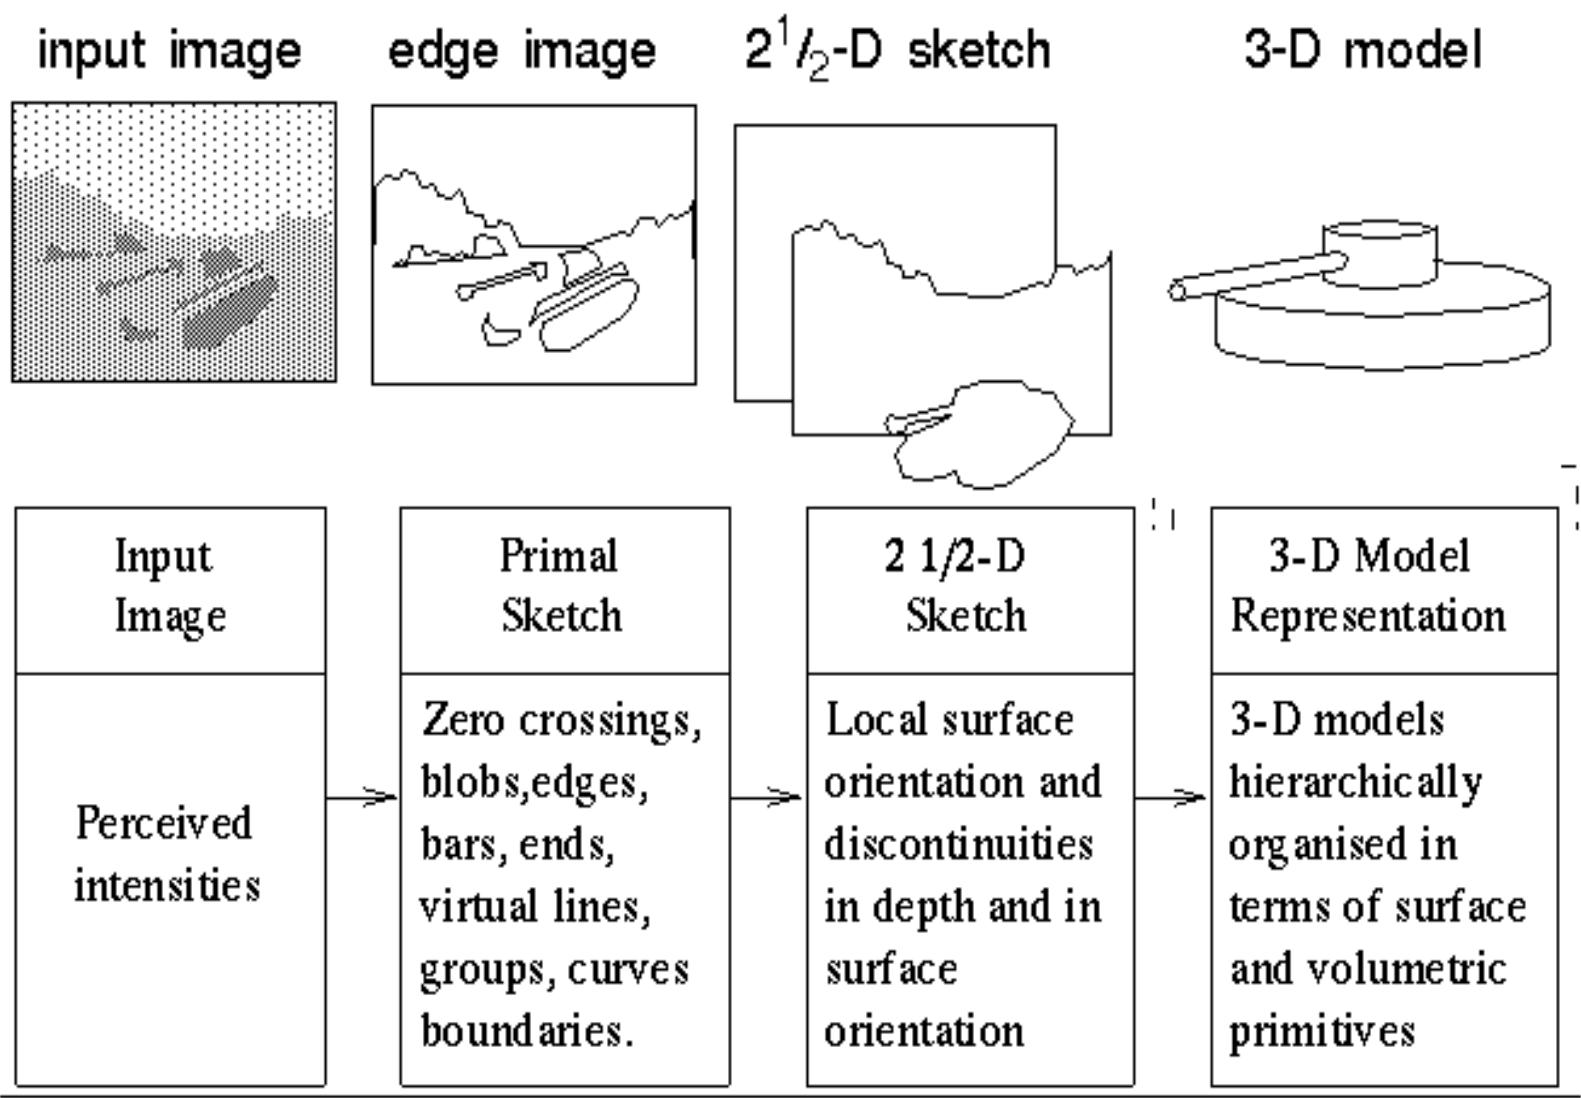 input image
edge image
2 1/2-D sketch
3-D model
Input
Image
Perceived
intensities
Primal
Sketch
Zero crossings,
blobs,edges,
bars, ends,
virtual lines,
groups, curves
boundaries.
2 1/2-D
Sketch
Local surface
orientation and
discontinuities
in depth and in
surface
orientation
3-D Model
Representation
3-D models
hierarchically
organised in
terms of surface
and volumetric
primitives